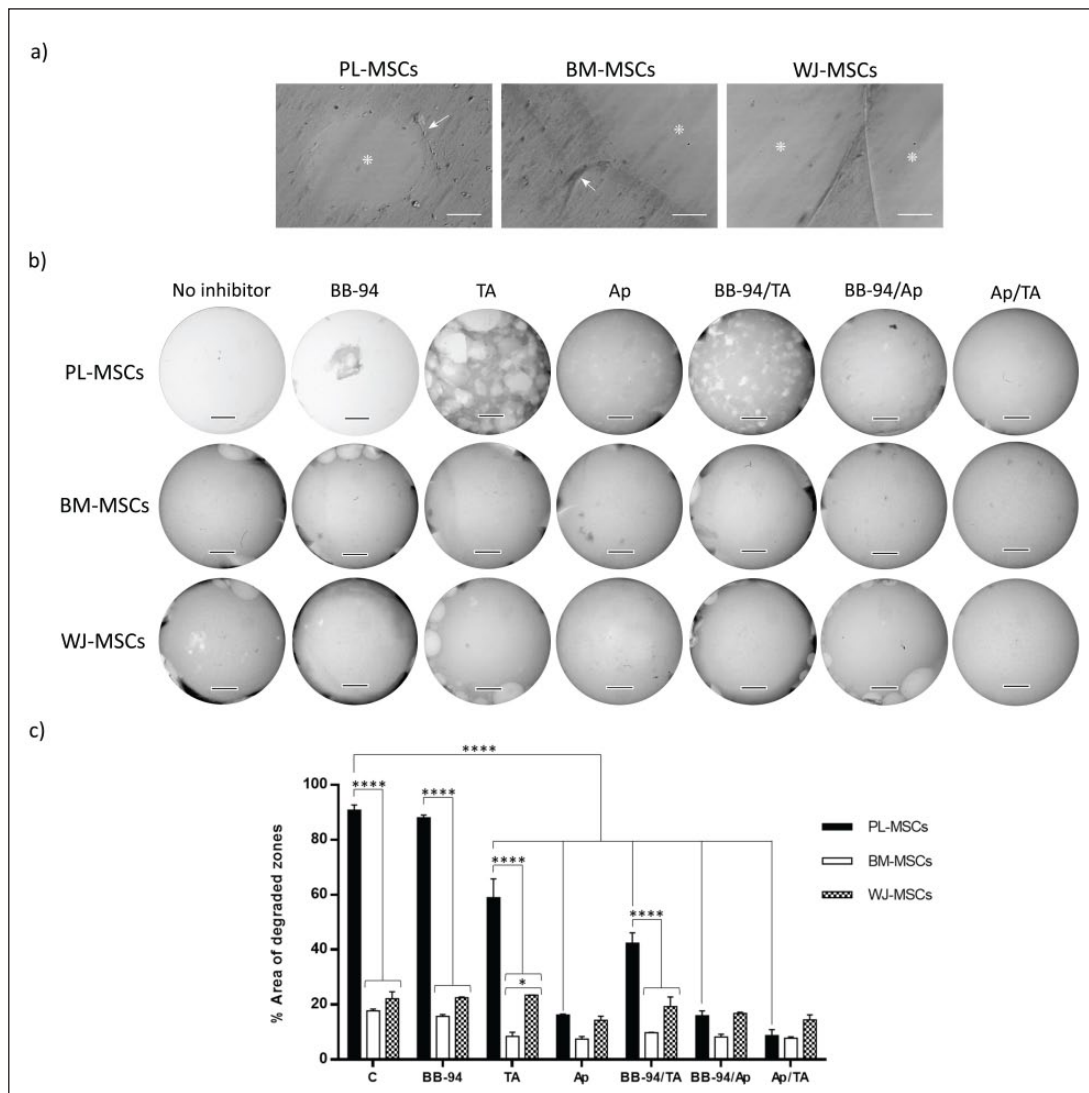 a)
PL-MSCs BM-MSCs WJ-MSCs
b)
No inhibitor BB-94 TA Ap BB-94/TA BB-94/Ap Ap/TA
PL-MSCs
BM-MSCs
WJ-MSCs
c)
% Area of degraded zones
****
100
80
60
40
20
0
**** **** **** * ****
C BB-94 TA Ap BB-94/TA BB-94/Ap Ap/TA
PL-MSCs
BM-MSCs
WJ-MSCs